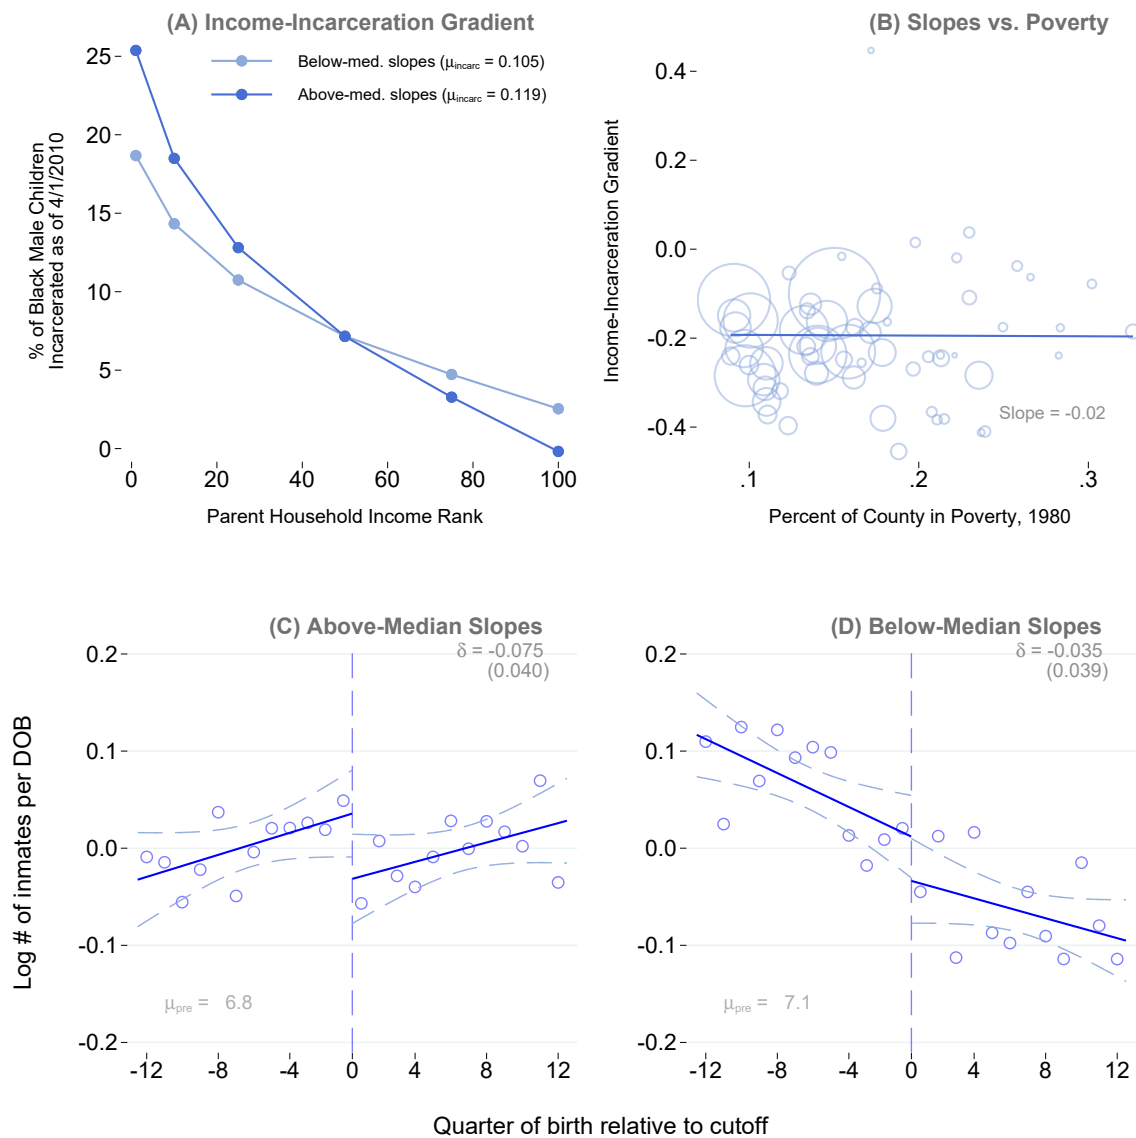 (A) Income-Incarceration Gradient
Below-med. slopes (μincarc = 0.105)
Above-med. slopes (μincarc = 0.119)
25
20
15
10
5
0
% of Black Male Children
Incarcerated as of 4/1/2010
0 20 40 60 80 100
Parent Household Income Rank
(B) Slopes vs. Poverty
0.4
0.2
0.0
-0.2
-0.4
Income-Incarceration Gradient
Slope = -0.02
.1 .2 .3
Percent of County in Poverty, 1980
(C) Above-Median Slopes
δ = -0.075
(0.040)
0.2
0.1
0.0
-0.1
-0.2
Log # of inmates per DOB
μpre = 6.8
-12 -8 -4 0 4 8 12
(D) Below-Median Slopes
δ = -0.035
(0.039)
0.2
0.1
0.0
-0.1
-0.2
μpre = 7.1
-12 -8 -4 0 4 8 12
Quarter of birth relative to cutoff